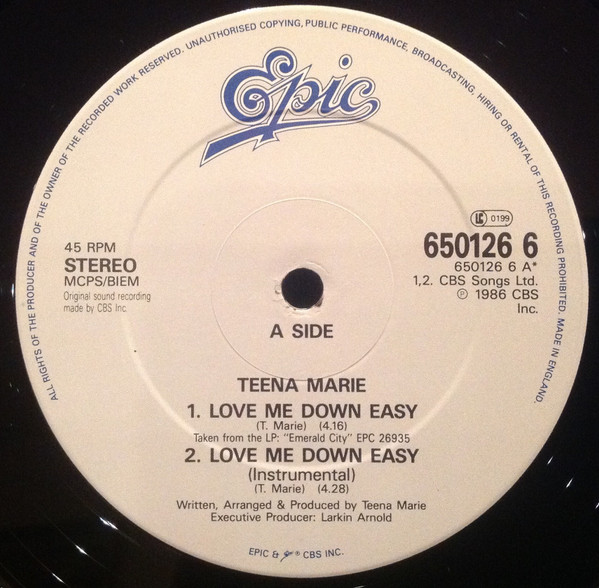 ALL RIGHTS OF THE PRODUCER AND OF THE OWNER OF THE RECORDED WORK RESERVED. UNAUTHORISED COPYING, PUBLIC PERFORMANCE, BROADCASTING, HIRING OR RENTAL OF THIS RECORDING PROHIBITED. MADE IN ENGLAND.
Epic
LC 0199
45 RPM
STEREO
MCPS/BIEM
Original sound recording
made by CBS Inc.
650126 6
650126 6 A*
1,2. CBS Songs Ltd.
℗ 1986 CBS
Inc.
A SIDE
TEENA MARIE
1. LOVE ME DOWN EASY
(T. Marie) (4.16)
Taken from the LP: "Emerald City" EPC 26935
2. LOVE ME DOWN EASY
(Instrumental)
(T. Marie) (4.28)
Written, Arranged & Produced by Teena Marie
Executive Producer: Larkin Arnold
EPIC & ® CBS INC.